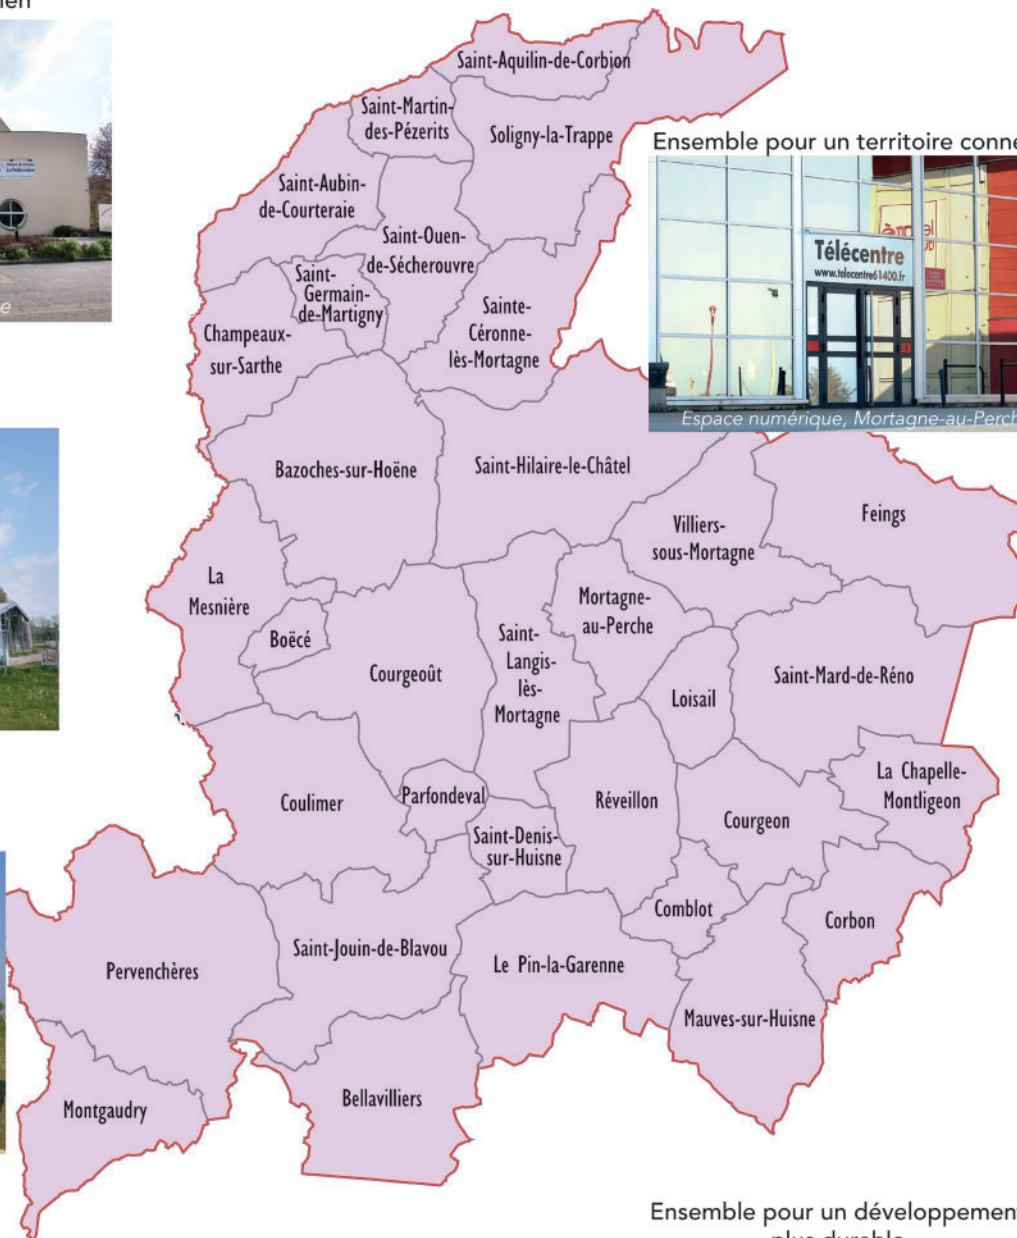 Saint-Aquilin-de-Corbion
Saint-Martin-
des-Pézerits
Soligny-la-Trappe
Ensemble pour un territoire conne
Saint-Aubin-
de-Courteraie
Saint-Ouen-
de-Sécherouvre
Télécentre
www.telecentre61400.fr
Saint-
Germain-
de-Martigny
Sainte-
Céronne-
lès-Mortagne
Champeaux-
sur-Sarthe
Espace numérique, Mortagne-au-Perch
Bazoches-sur-Hoëne
Saint-Hilaire-le-Châtel
Villiers-
sous-Mortagne
Feings
La
Mesnière
Boëcé
Mortagne-
au-Perche
Saint-
Langis-
lès-
Mortagne
Courgeoût
Loisail
Saint-Mard-de-Réno
Coulimer
Parfondeval
Réveillon
La Chapelle-
Montligeon
Courgeon
Saint-Denis-
sur-Huisne
Comblot
Corbon
Pervenchères
Saint-Jouin-de-Blavou
Le Pin-la-Garenne
Mauves-sur-Huisne
Montgaudry
Bellavilliers
Ensemble pour un développement